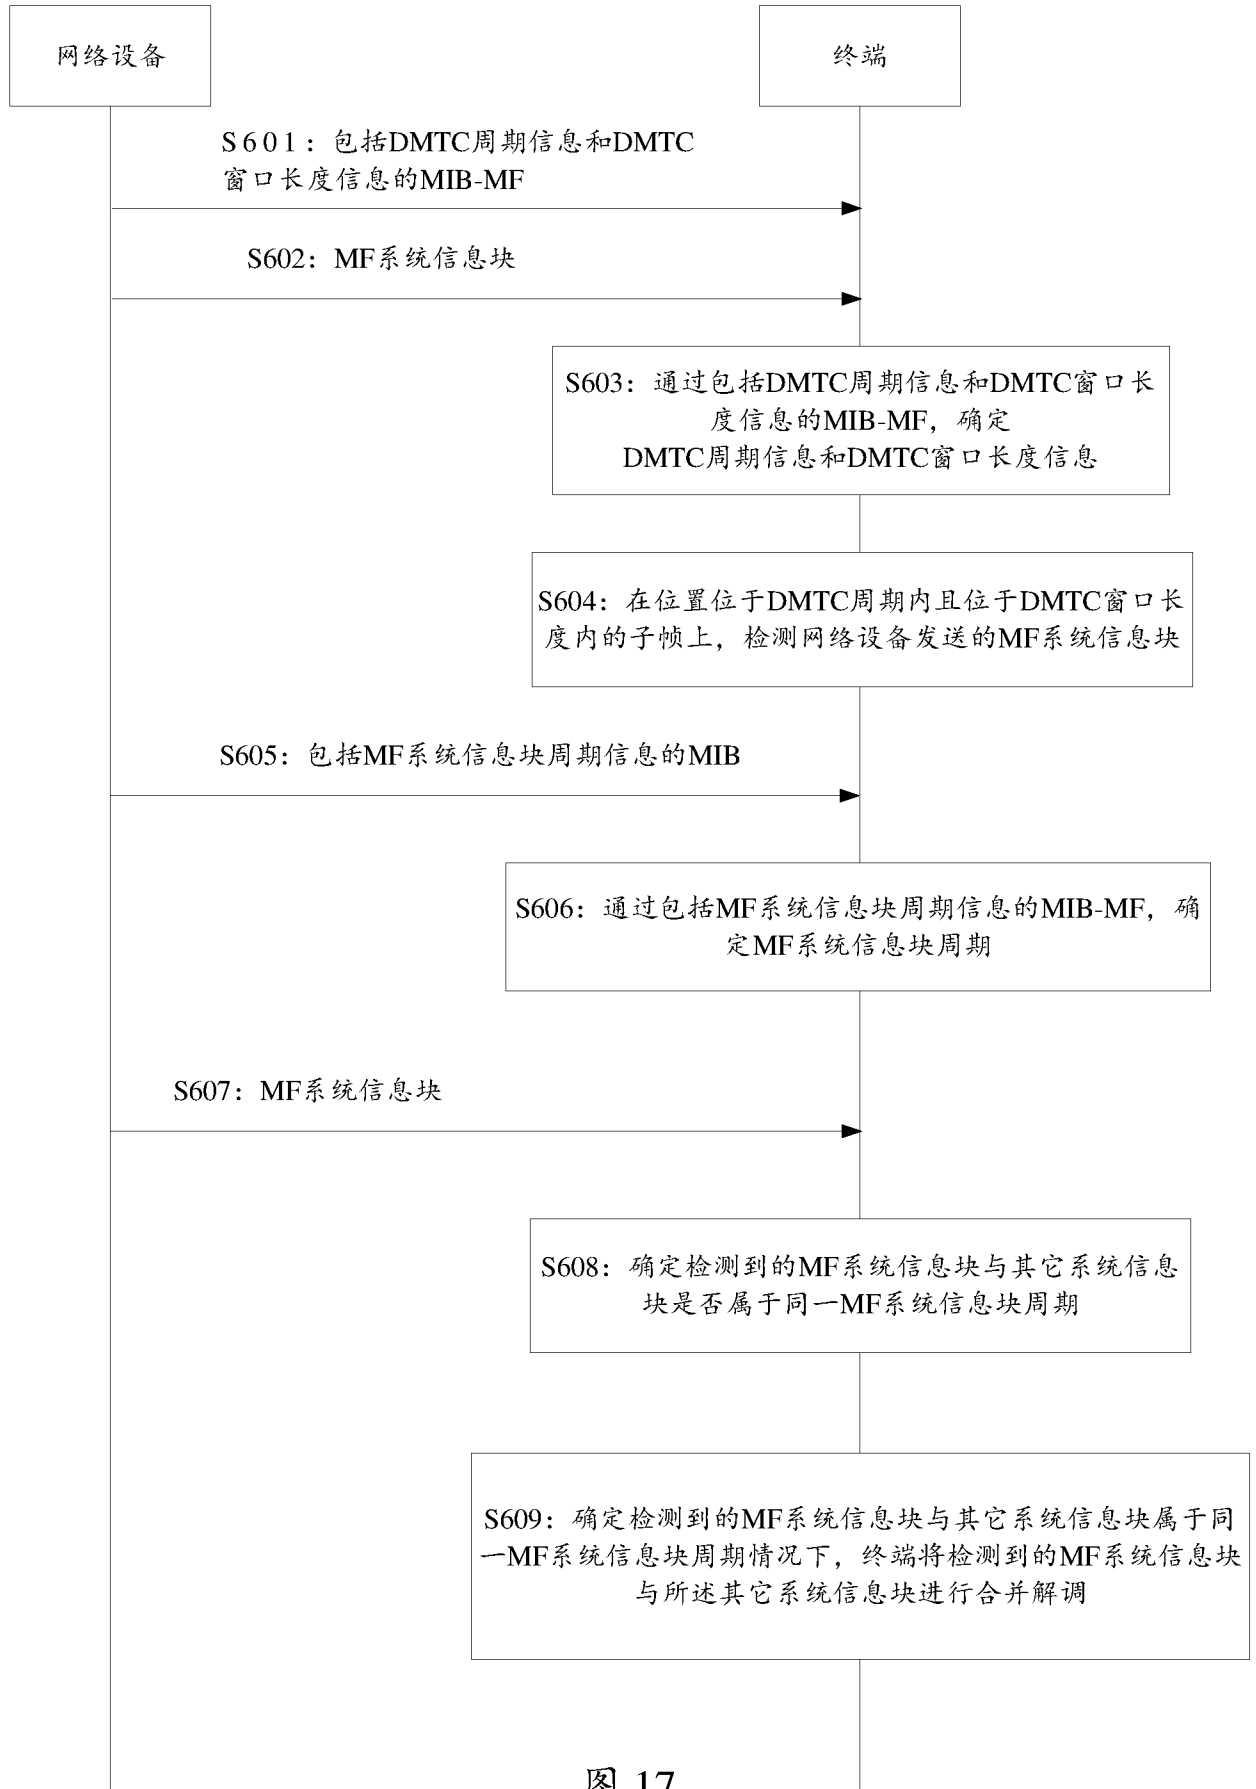 网络设备
终端
S601：包括DMTC周期信息和DMTC
窗口长度信息的MIB-MF
S602：MF系统信息块
S603：通过包括DMTC周期信息和DMTC窗口长
度信息的MIB-MF，确定
DMTC周期信息和DMTC窗口长度信息
S604：在位置位于DMTC周期内且位于DMTC窗口长
度内的子帧上，检测网络设备发送的MF系统信息块
S605：包括MF系统信息块周期信息的MIB
S606：通过包括MF系统信息块周期信息的MIB-MF，确
定MF系统信息块周期
S607：MF系统信息块
S608：确定检测到的MF系统信息块与其它系统信息
块是否属于同一MF系统信息块周期
S609：确定检测到的MF系统信息块与其它系统信息块属于同
一MF系统信息块周期情况下，终端将检测到的MF系统信息块
与所述其它系统信息块进行合并解调
图 17